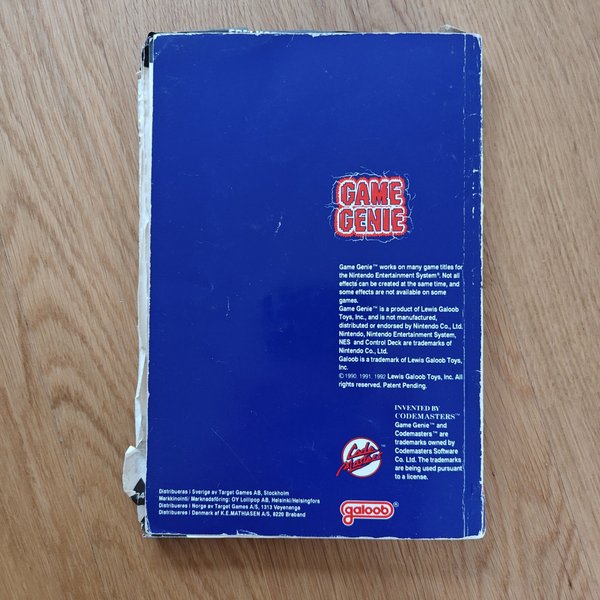 GAME
GENIE
Game Genie™ works on many game titles for
the Nintendo Entertainment System®. Not all
effects can be created at the same time, and
some effects are not available on some
games.
Game Genie™ is a product of Lewis Galoob
Toys, Inc., and is not manufactured,
distributed or endorsed by Nintendo Co., Ltd.
Nintendo, Nintendo Entertainment System,
NES and Control Deck are trademarks of
Nintendo Co., Ltd.
Galoob is a trademark of Lewis Galoob Toys,
Inc.
©1990, 1991, 1992 Lewis Galoob Toys, Inc. All
rights reserved. Patent Pending.
INVENTED BY
CODEMASTERS™
Game Genie™ and
Codemasters™ are
trademarks owned by
Codemasters Software
Co. Ltd. The trademarks
are being used pursuant
to a license.
Code
Masters™
Distribueras i Sverige av Target Games AB, Stockholm
Markkinointi/ Marknadsföring: OY Lollipop AB, Helsinki/Helsingfors
Distribueres i Norge av Target Games A/S, 1313 Vøyenenga
Distribueres i Danmark af K.E. MATHIASEN A/S, 8220 Braband
galoob®